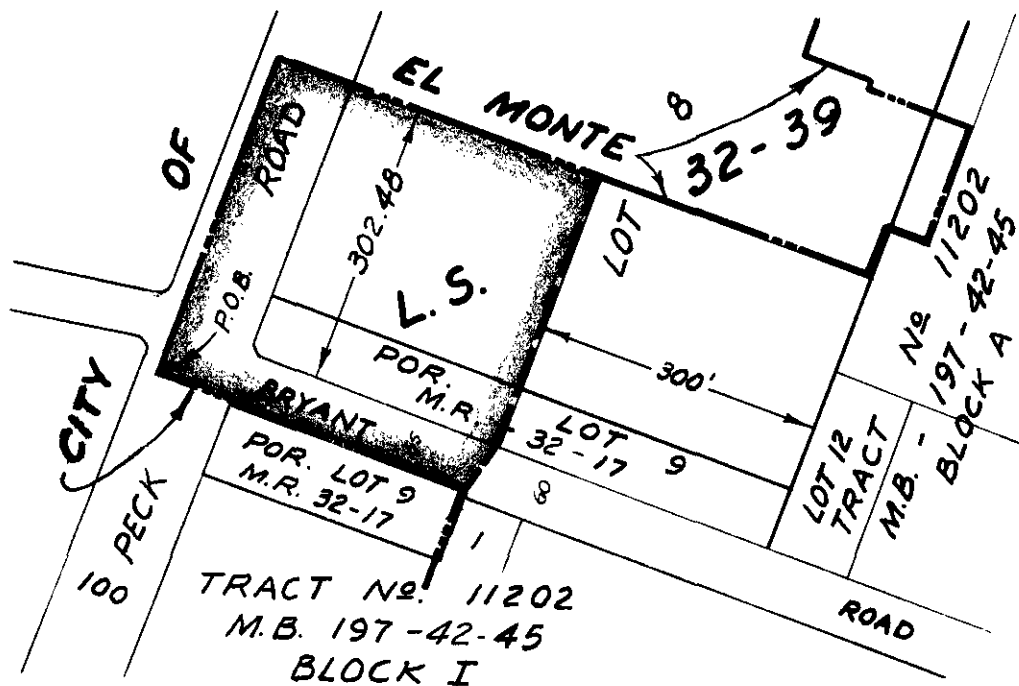 CITY OF EL MONTE
8
32-39
ROAD
302.48
L. S.
P.O.B.
LOT
300'
POR.
M.R.
LOT 9
32-17
BRYANT
POR. LOT 9
M.R. 32-17
60
1
100 PECK
ROAD
LOT 12
TRACT Nº 11202
M.B. - 197-42-45
BLOCK A
TRACT Nº. 11202
M.B. 197-42-45
BLOCK I